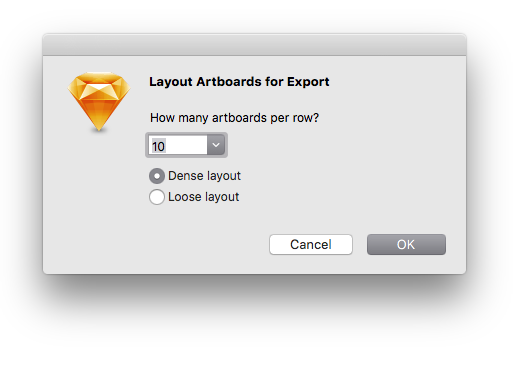 Layout Artboards for Export
How many artboards per row?
10
Dense layout
Loose layout
Cancel OK